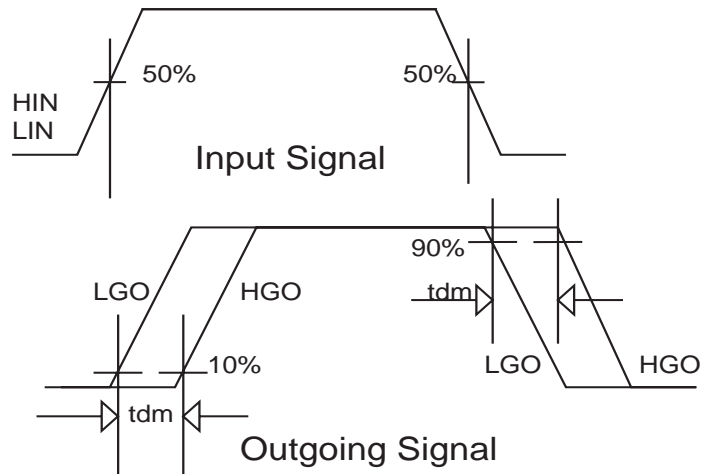 50%
50%
HIN
LIN
Input Signal
90%
LGO
HGO
tdm
10%
LGO
HGO
tdm
Outgoing Signal